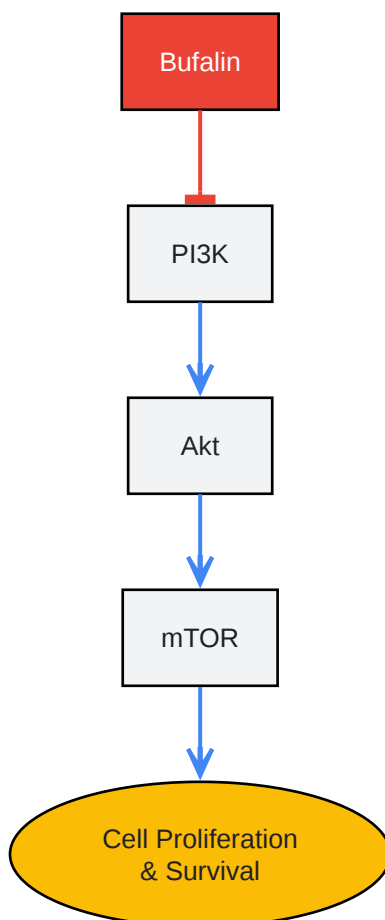 Bufalin
PI3K
Akt
mTOR
Cell Proliferation
& Survival